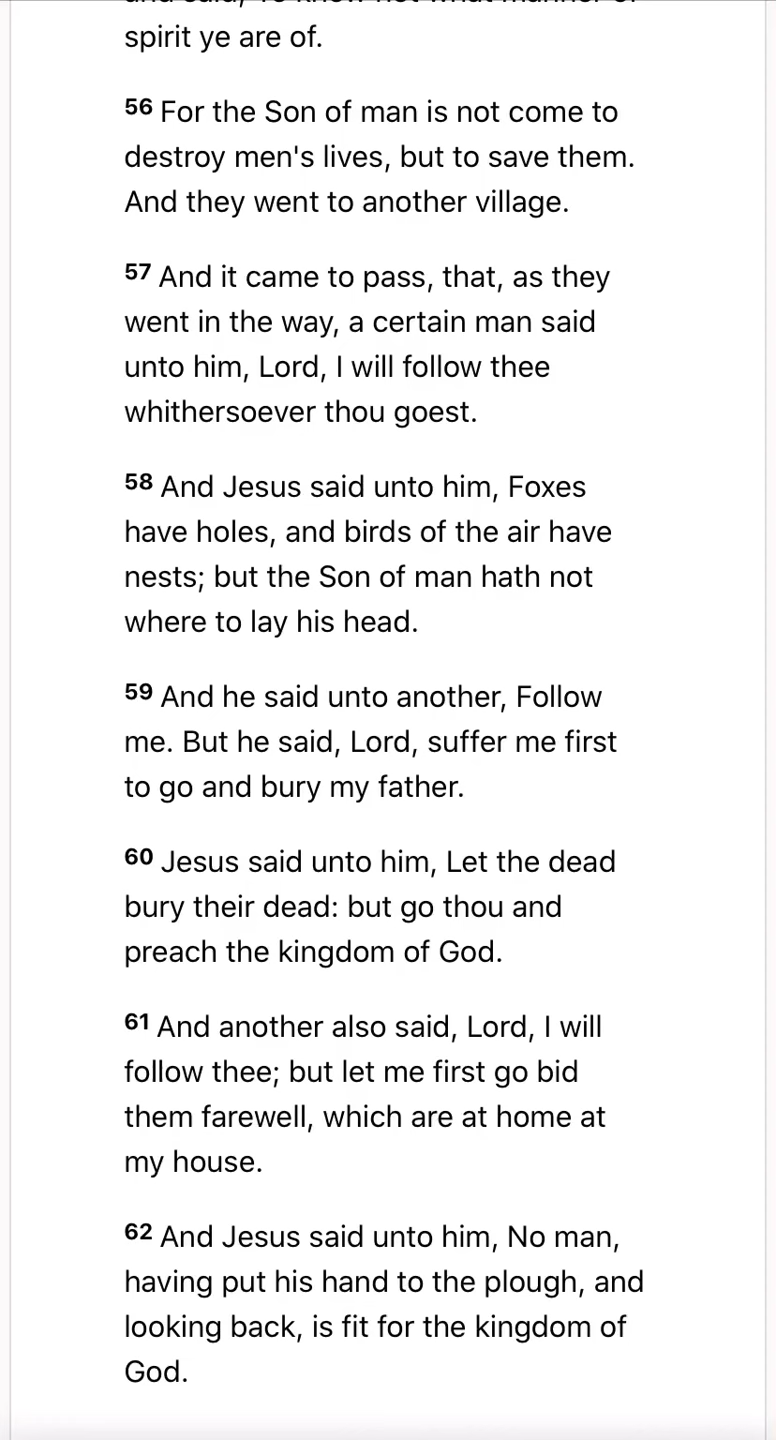 spirit ye are of.
56 For the Son of man is not come to
destroy men's lives, but to save them.
And they went to another village.
57 And it came to pass, that, as they
went in the way, a certain man said
unto him, Lord, I will follow thee
whithersoever thou goest.
58 And Jesus said unto him, Foxes
have holes, and birds of the air have
nests; but the Son of man hath not
where to lay his head.
59 And he said unto another, Follow
me. But he said, Lord, suffer me first
to go and bury my father.
60 Jesus said unto him, Let the dead
bury their dead: but go thou and
preach the kingdom of God.
61 And another also said, Lord, I will
follow thee; but let me first go bid
them farewell, which are at home at
my house.
62 And Jesus said unto him, No man,
having put his hand to the plough, and
looking back, is fit for the kingdom of
God.